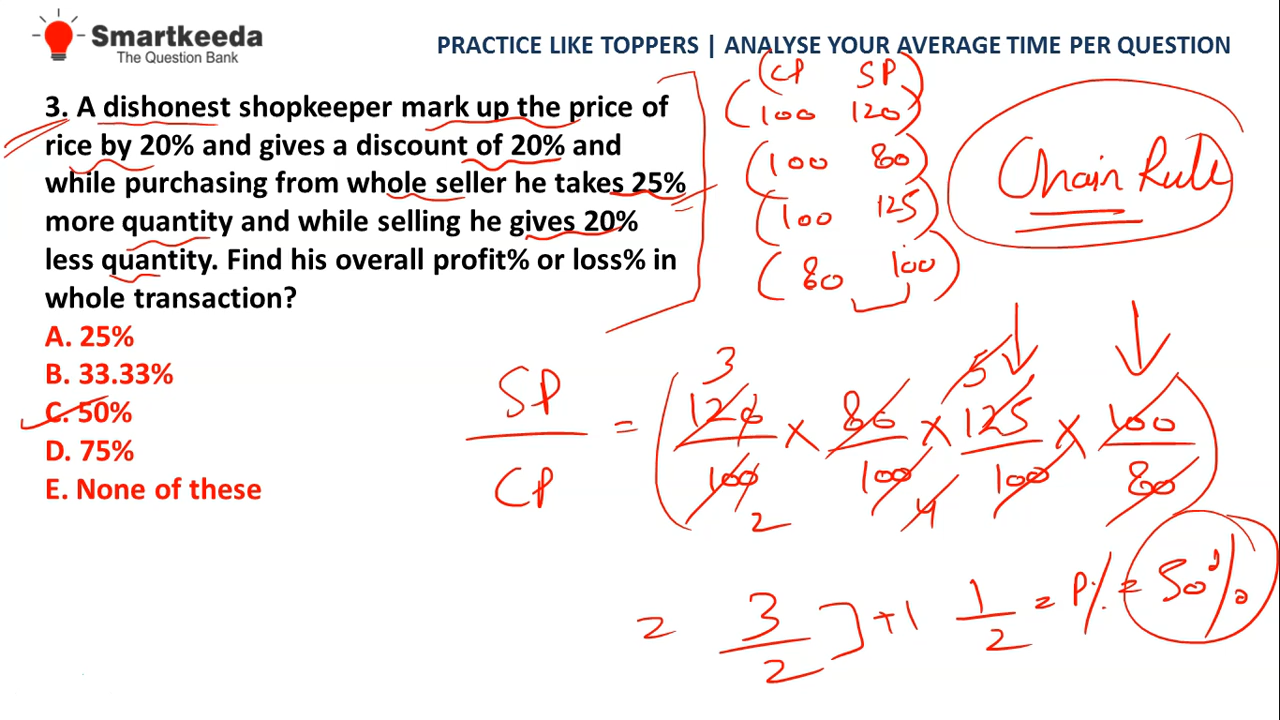 Smartkeeda
The Question Bank
PRACTICE LIKE TOPPERS | ANALYSE YOUR AVERAGE TIME PER QUESTION
3. A dishonest shopkeeper mark up the price of
rice by 20% and gives a discount of 20% and
while purchasing from whole seller he takes 25%
more quantity and while selling he gives 20%
less quantity. Find his overall profit% or loss% in
whole transaction?
A. 25%
B. 33.33%
C. 50%
D. 75%
E. None of these
(CP SP)
(100 120)
(100 80)
(100 125)
(80 100)
Chain Rule
3 5
SP/CP = (120/100 × 80/100 × 125/100 × 100/80)
2 4
= 3/2 ] +1 1/2 = P% = 50%